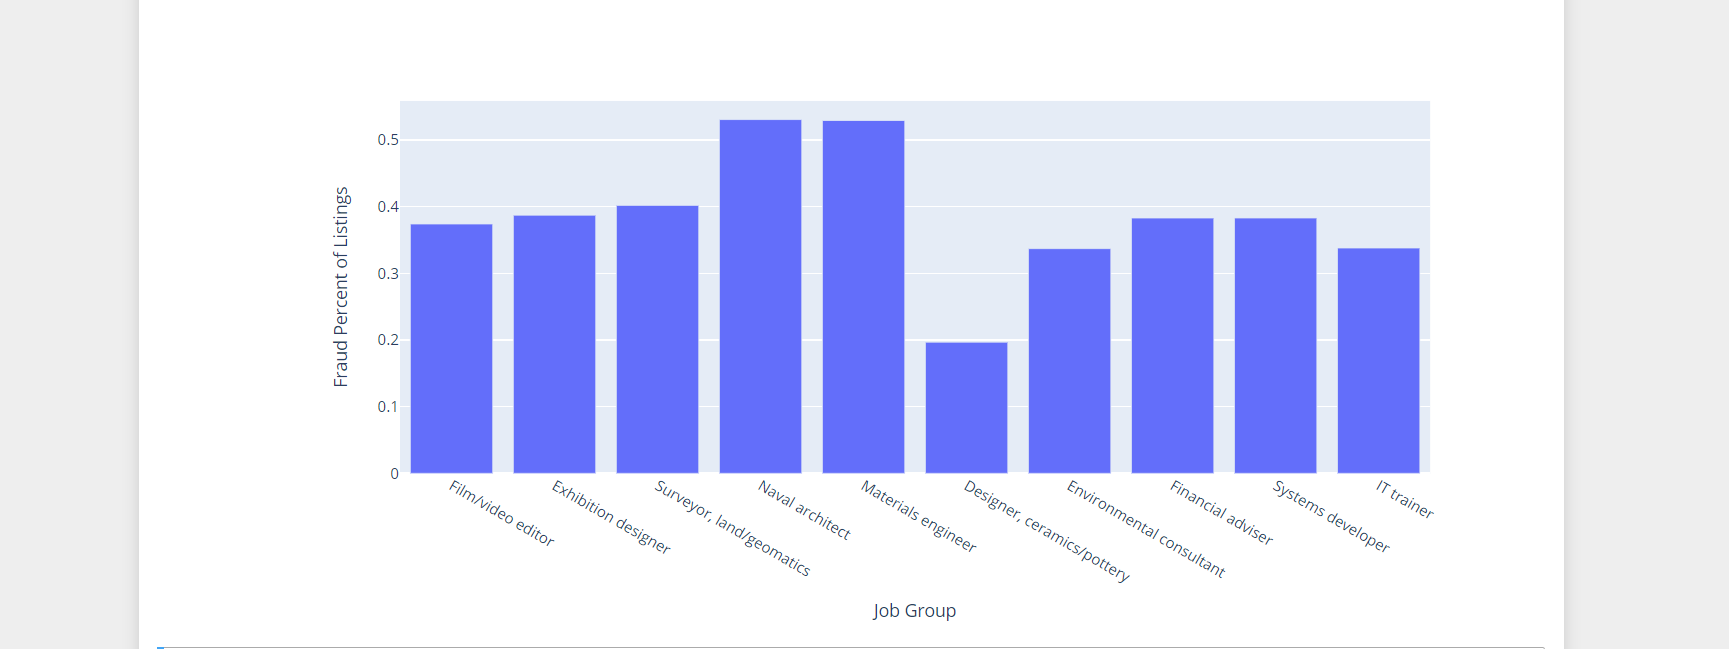 Fraud Percent of Listings
0.5
0.4
0.3
0.2
0.1
0
Film/video editor
Exhibition designer
Surveyor, land/geomatics
Naval architect
Materials engineer
Designer, ceramics/pottery
Environmental consultant
Financial adviser
Systems developer
IT trainer
Job Group